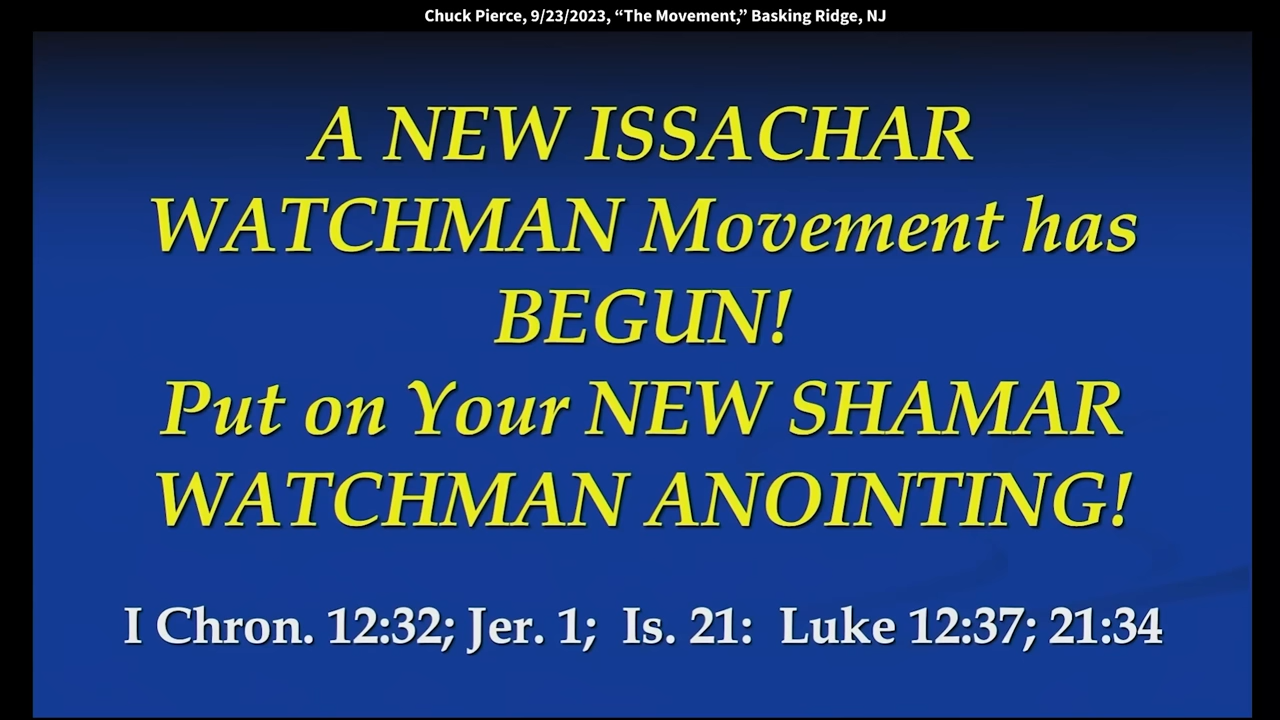 Chuck Pierce, 9/23/2023, “The Movement,” Basking Ridge, NJ
A NEW ISSACHAR
WATCHMAN Movement has
BEGUN!
Put on Your NEW SHAMAR
WATCHMAN ANOINTING!
I Chron. 12:32; Jer. 1; Is. 21: Luke 12:37; 21:34